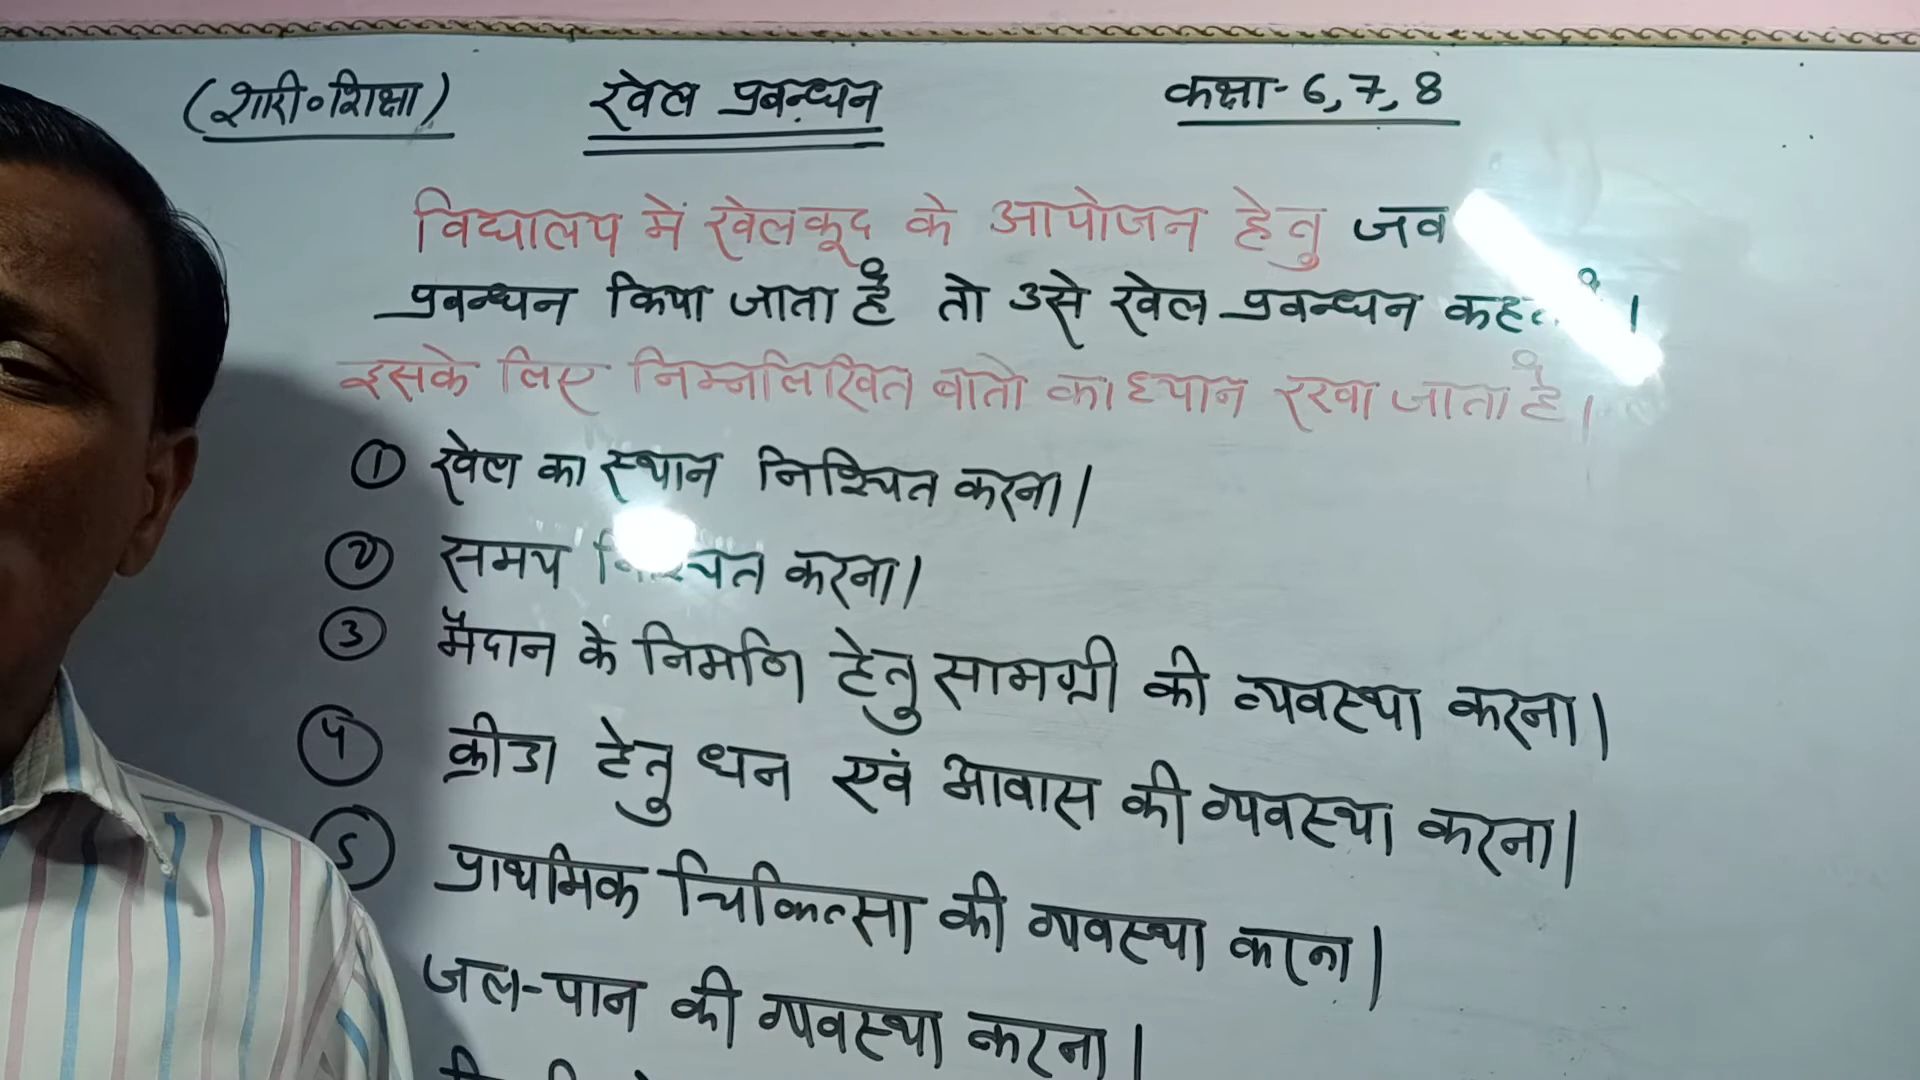 (शारी०शिक्षा) खेल प्रबन्धन कक्षा-6,7,8
विद्यालय में खेलकूद के आयोजन हेतु जब
प्रबन्धन किया जाता है तो उसे खेल प्रबन्धन कहते हैं।
इसके लिए निम्नलिखित बातो का ध्यान रखा जाता है।
① खेल का स्थान निश्चित करना।
② समय निश्चित करना।
③ मैदान के निर्माण हेतु सामग्री की व्यवस्था करना।
4 क्रीडा हेतु धन एवं आवास की व्यवस्था करना।
5 प्राथमिक चिकित्सा की व्यवस्था करना।
जल-पान की व्यवस्था करना।